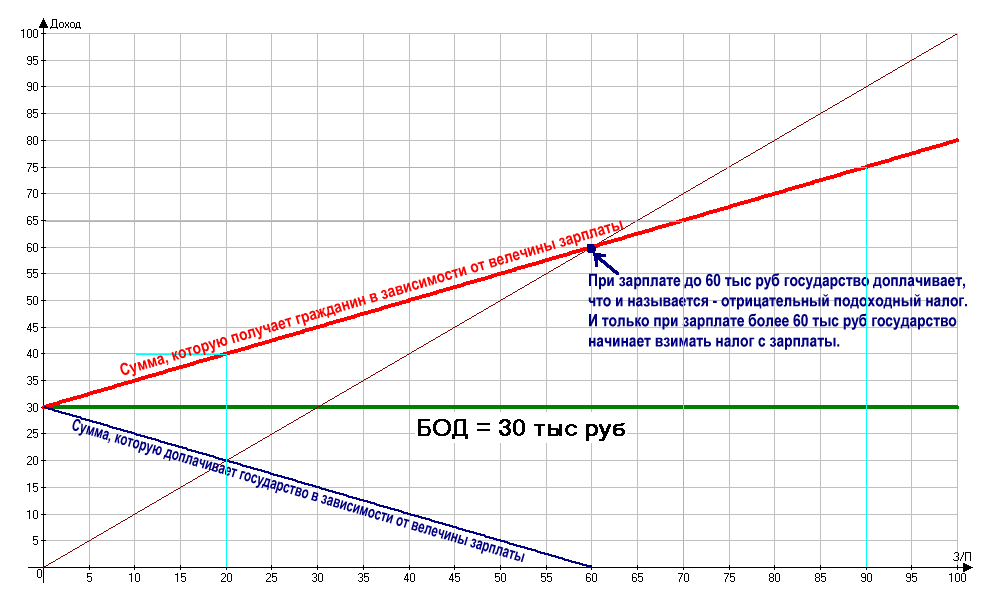 Доход
100
95
90
85
80
75
70
65
60
55
50
45
40
35
30
25
20
15
10
5
Сумма, которую получает гражданин в зависимости от велечины зарплаты
При зарплате до 60 тыс руб государство доплачивает,
что и называется - отрицательный подоходный налог.
И только при зарплате более 60 тыс руб государство
начинает взимать налог с зарплаты.
БОД = 30 тыс руб
Сумма, которую доплачивает государство в зависимости от велечины зарплаты
З/П
0 5 10 15 20 25 30 35 40 45 50 55 60 65 70 75 80 85 90 95 100